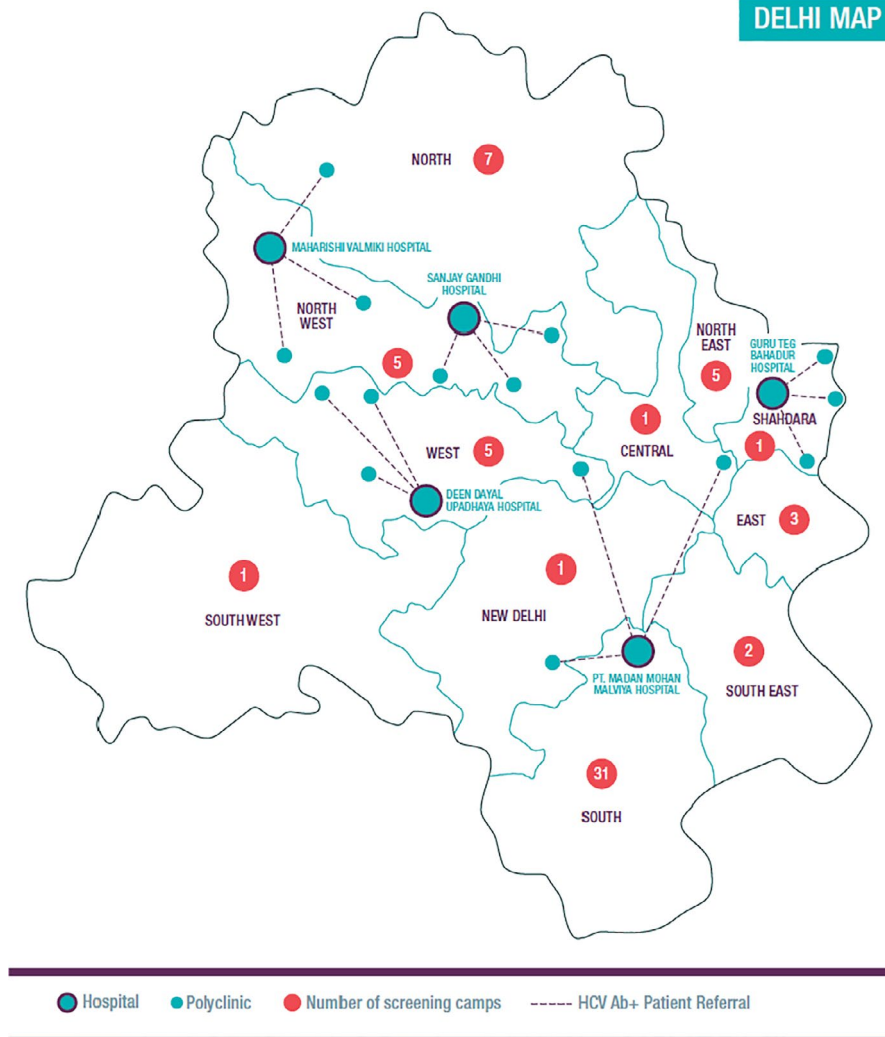 DELHI MAP
NORTH
7
MAHARISHI VALMIKI HOSPITAL
SANJAY GANDHI
HOSPITAL
NORTH
WEST
5
NORTH
EAST
5
GURU TEG
BAHADUR
HOSPITAL
SHAHDARA
1
1
CENTRAL
WEST
5
DEEN DAYAL
UPADHAYA HOSPITAL
EAST
3
1
SOUTH WEST
1
NEW DELHI
2
SOUTH EAST
PT. MADAN MOHAN
MALVIYA HOSPITAL
31
SOUTH
Hospital
Polyclinic
Number of screening camps
HCV Ab+ Patient Referral